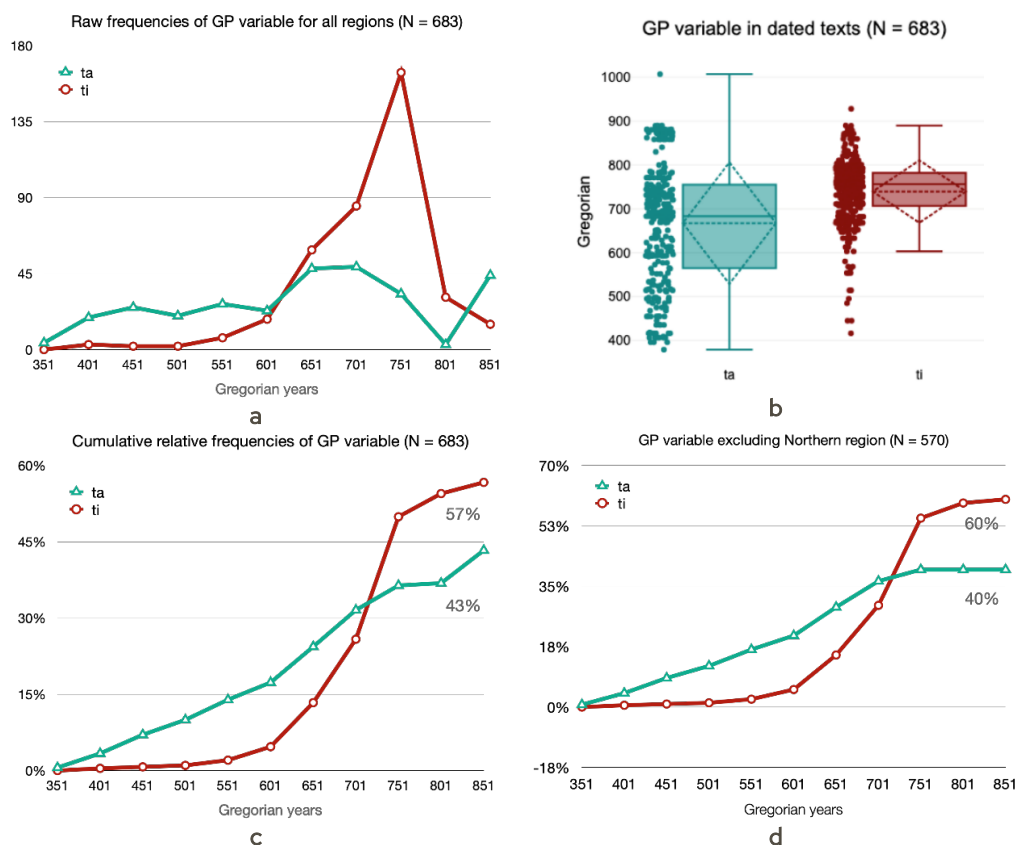 Raw frequencies of GP variable for all regions (N = 683)
180
ta
ti
135
90
45
0
351 401 451 501 551 601 651 701 751 801 851
Gregorian years
a
GP variable in dated texts (N = 683)
1000
900
800
700
600
500
400
Gregorian
ta ti
b
Cumulative relative frequencies of GP variable (N = 683)
60%
ta
ti
57%
45%
43%
30%
15%
0%
351 401 451 501 551 601 651 701 751 801 851
Gregorian years
c
GP variable excluding Northern region (N = 570)
70%
ta
ti
53%
60%
35%
40%
18%
0%
-18%
351 401 451 501 551 601 651 701 751 801 851
Gregorian years
d